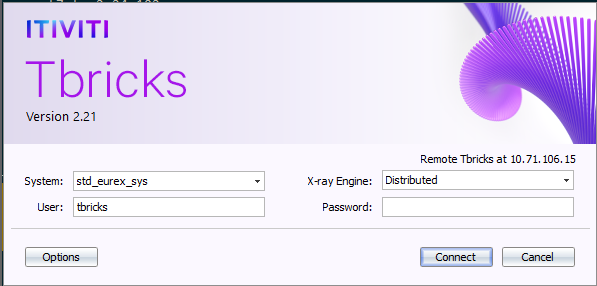 ITIVITI
Tbricks
Version 2.21
Remote Tbricks at 10.71.106.15
System: std_eurex_sys X-ray Engine: Distributed
User: tbricks Password:
Options Connect Cancel